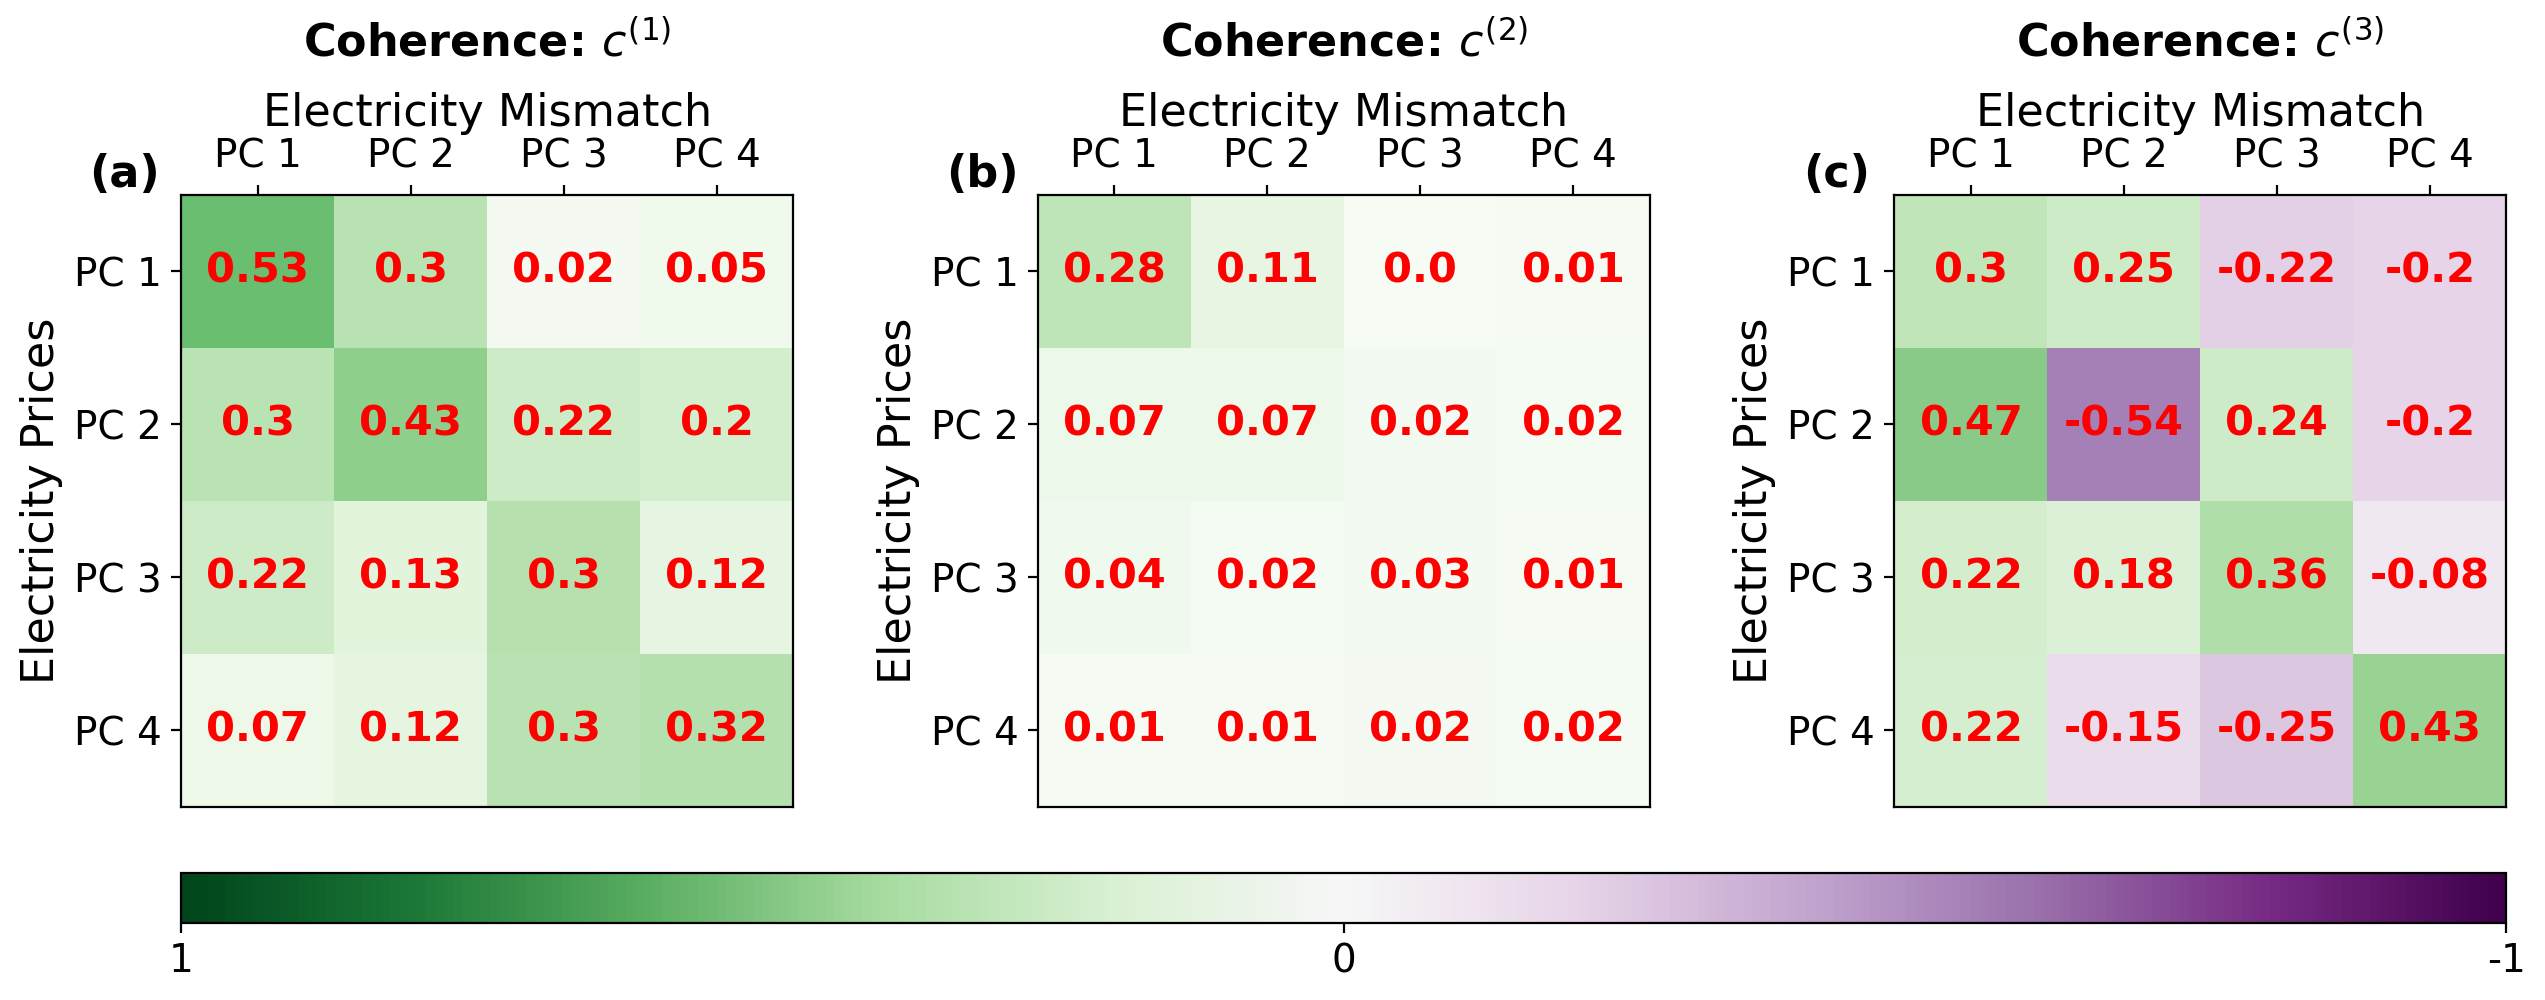 Coherence: c^(1)
Electricity Mismatch
(a) PC 1 PC 2 PC 3 PC 4
Electricity Prices
PC 1 0.53 0.3 0.02 0.05
PC 2 0.3 0.43 0.22 0.2
PC 3 0.22 0.13 0.3 0.12
PC 4 0.07 0.12 0.3 0.32
Coherence: c^(2)
Electricity Mismatch
(b) PC 1 PC 2 PC 3 PC 4
Electricity Prices
PC 1 0.28 0.11 0.0 0.01
PC 2 0.07 0.07 0.02 0.02
PC 3 0.04 0.02 0.03 0.01
PC 4 0.01 0.01 0.02 0.02
Coherence: c^(3)
Electricity Mismatch
(c) PC 1 PC 2 PC 3 PC 4
Electricity Prices
PC 1 0.3 0.25 -0.22 -0.2
PC 2 0.47 -0.54 0.24 -0.2
PC 3 0.22 0.18 0.36 -0.08
PC 4 0.22 -0.15 -0.25 0.43
1 0 -1